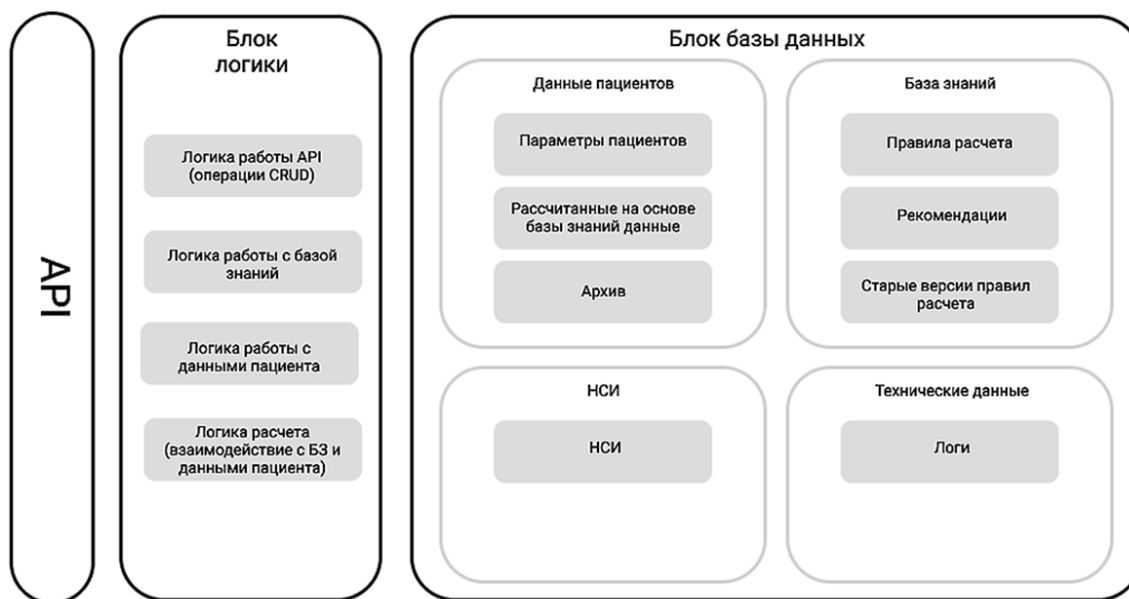 API
Блок
логики
Логика работы API
(операции CRUD)
Логика работы с базой
знаний
Логика работы с
данными пациента
Логика расчета
(взаимодействие с БЗ и
данными пациента)
Блок базы данных
Данные пациентов
Параметры пациентов
Рассчитанные на основе
базы знаний данные
Архив
База знаний
Правила расчета
Рекомендации
Старые версии правил
расчета
НСИ
НСИ
Технические данные
Логи